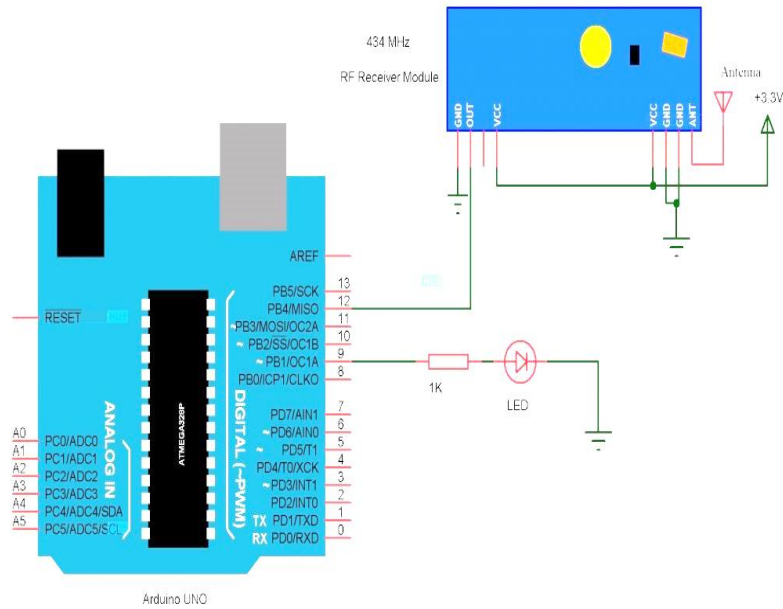 434 MHz
RF Receiver Module
GND
OUT
VCC
VCC
GND
GND
ANT
Antenna
+3.3V
AREF
PB5/SCK 13
PB4/MISO 12
~PB3/MOSI/OC2A 11
~PB2/SS/OC1B 10
~PB1/OC1A 9
PB0/ICP1/CLKO 8
RESET
1K
LED
ATMEGA328P
DIGITAL (~PWM)
ANALOG IN
PD7/AIN1 7
~PD6/AIN0 6
~PD5/T1 5
PD4/T0/XCK 4
~PD3/INT1 3
PD2/INT0 2
TX PD1/TXD 1
RX PD0/RXD 0
A0 PC0/ADC0
A1 PC1/ADC1
A2 PC2/ADC2
A3 PC3/ADC3
A4 PC4/ADC4/SDA
A5 PC5/ADC5/SCL
Arduino UNO